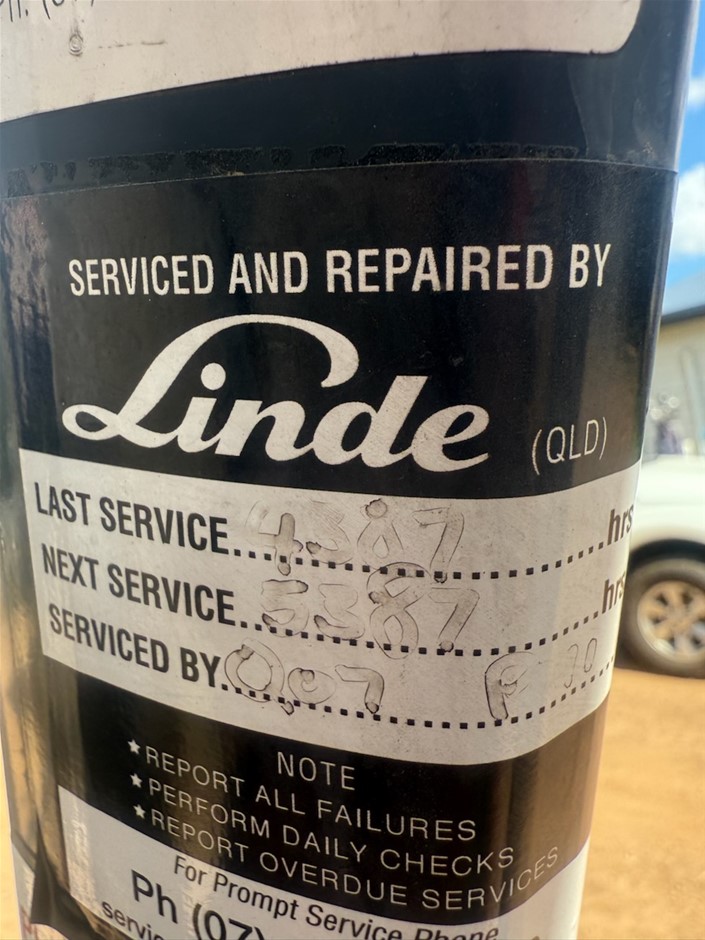 SERVICED AND REPAIRED BY
Linde (QLD)
LAST SERVICE...4387...hrs
NEXT SERVICE...5387...hrs
SERVICED BY...Q07
NOTE
★REPORT ALL FAILURES
★PERFORM DAILY CHECKS
★REPORT OVERDUE SERVICES
For Prompt Service Phone
Ph (07)